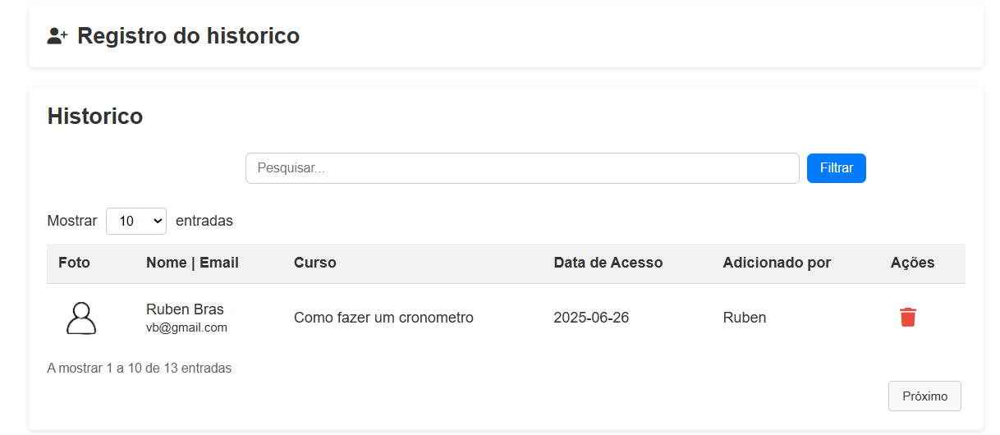 Registro do historico
Historico
Pesquisar...
Filtrar
Mostrar 10 entradas
Foto Nome | Email Curso Data de Acesso Adicionado por Ações
Ruben Bras
vb@gmail.com
Como fazer um cronometro 2025-06-26 Ruben
A mostrar 1 a 10 de 13 entradas
Próximo